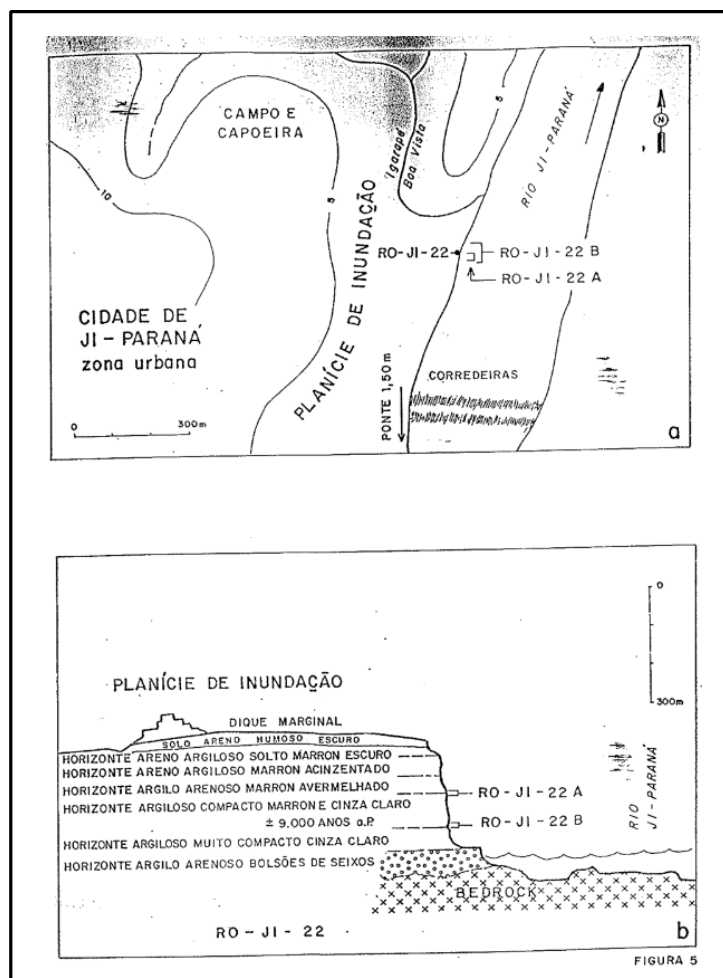 CAMPO E
CAPOEIRA
5
10
5
Igarapé
Boa Vista
RIO JI-PARANÁ
N
PLANÍCIE DE INUNDAÇÃO
RO-JI-22
RO-JI-22 B
RO-JI-22 A
CIDADE DE
JI-PARANÁ
zona urbana
0 300m
PONTE 1,50m
CORREDEIRAS
a
0
300m
PLANÍCIE DE INUNDAÇÃO
DIQUE MARGINAL
SOLO ARENO HUMOSO ESCURO
HORIZONTE ARENO ARGILOSO SOLTO MARRON ESCURO
HORIZONTE ARENO ARGILOSO MARRON ACINZENTADO
HORIZONTE ARGILO ARENOSO MARRON AVERMELHADO
RO-JI-22 A
HORIZONTE ARGILOSO COMPACTO MARRON E CINZA CLARO
± 9.000 ANOS a.P.
RO-JI-22 B
RIO
JI-PARANÁ
HORIZONTE ARGILOSO MUITO COMPACTO CINZA CLARO
HORIZONTE ARGILO ARENOSO BOLSÕES DE SEIXOS
BEDROCK
RO-JI-22
b
FIGURA 5